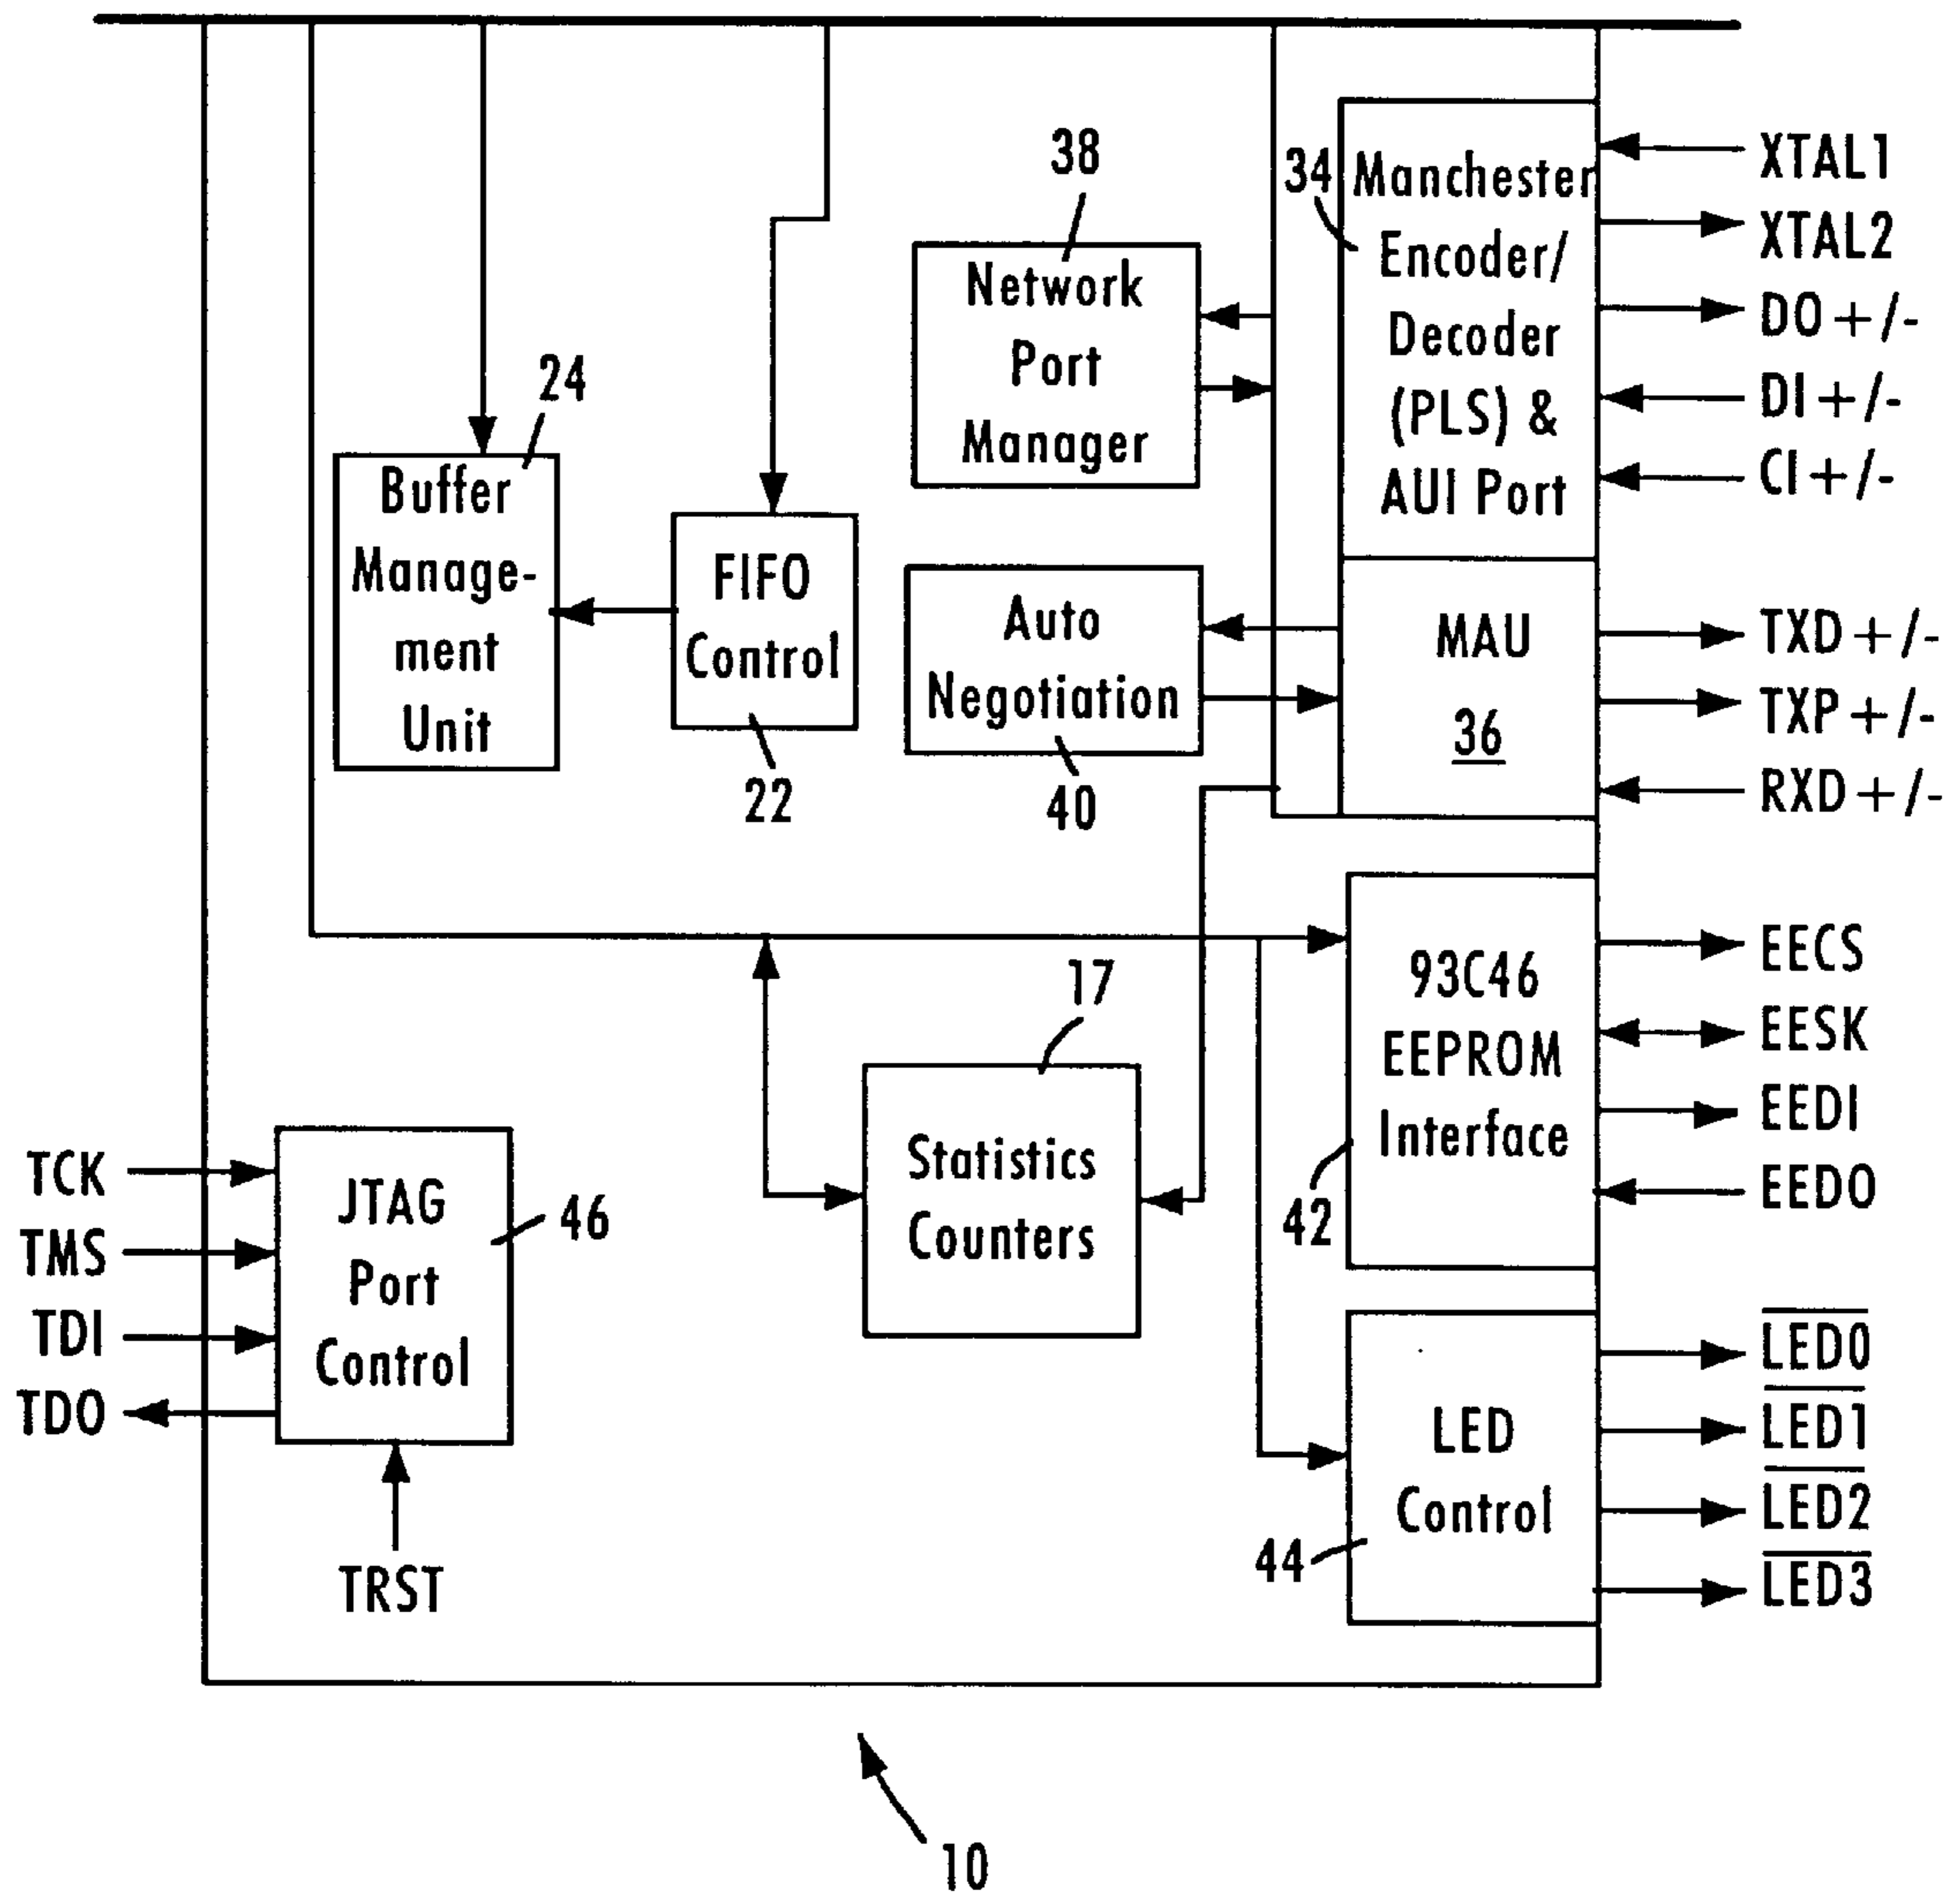 38
34
Manchester
Encoder/
Decoder
(PLS) &
AUI Port
XTAL1
XTAL2
DO +/-
DI +/-
CI +/-
Network
Port
Manager
24
Buffer
Manage-
ment
Unit
FIFO
Control
22
Auto
Negotiation
40
MAU
36
TXD +/-
TXP +/-
RXD +/-
17
Statistics
Counters
93C46
EEPROM
Interface
42
EECS
EESK
EEDI
EEDO
TCK
TMS
TDI
TDO
JTAG
Port
Control
46
TRST
LED
Control
44
LED0
LED1
LED2
LED3
10